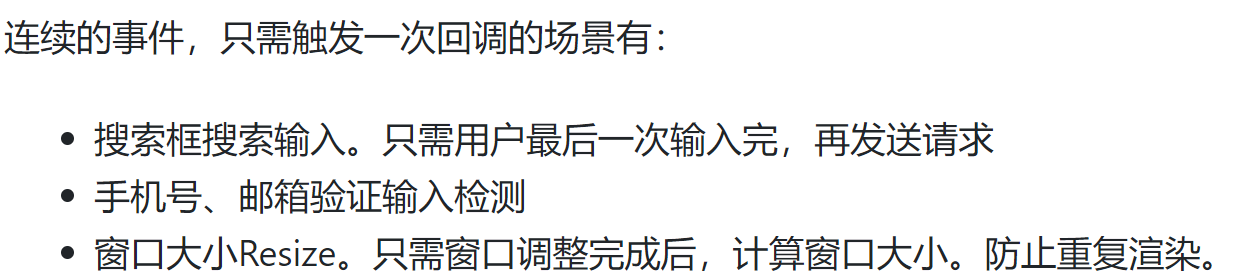 连续的事件，只需触发一次回调的场景有：
• 搜索框搜索输入。只需用户最后一次输入完，再发送请求
• 手机号、邮箱验证输入检测
• 窗口大小Resize。只需窗口调整完成后，计算窗口大小。防止重复渲染。